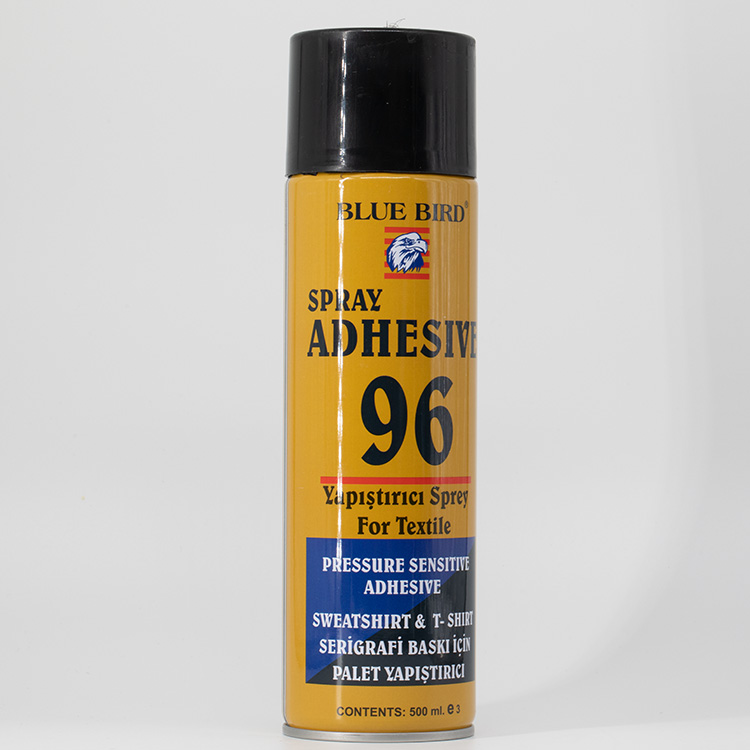 BLUE BIRD®
SPRAY
ADHESIVE
96
Yapıştırıcı Sprey
For Textile
PRESSURE SENSITIVE
ADHESIVE
SWEATSHIRT & T- SHIRT
SERİGRAFİ BASKI İÇİN
PALET YAPIŞTIRICI
CONTENTS: 500 ml. e 3